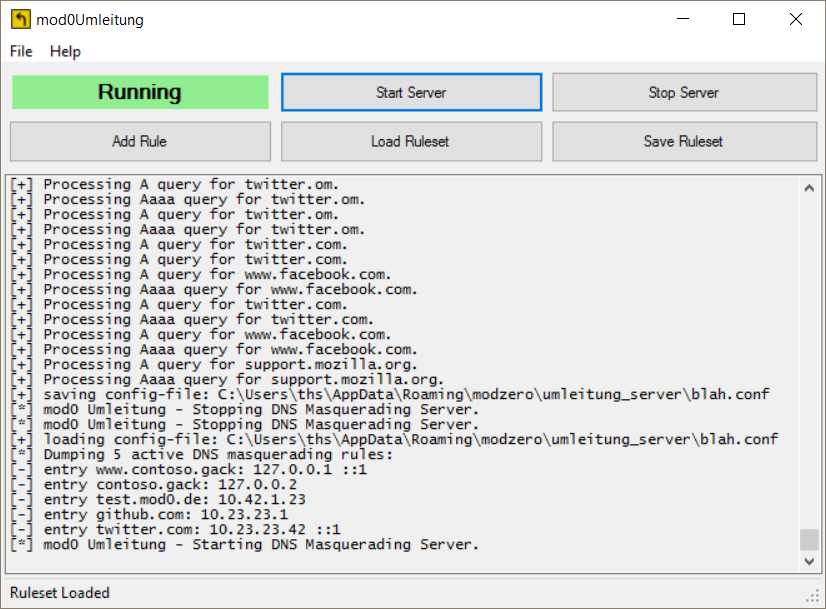 mod0Umleitung
File Help
Running Start Server Stop Server
Add Rule Load Ruleset Save Ruleset
[+] Processing A query for twitter.om.
[+] Processing Aaaa query for twitter.om.
[+] Processing A query for twitter.om.
[+] Processing Aaaa query for twitter.om.
[+] Processing A query for twitter.com.
[+] Processing A query for twitter.com.
[+] Processing A query for www.facebook.com.
[+] Processing Aaaa query for www.facebook.com.
[+] Processing A query for twitter.com.
[+] Processing Aaaa query for twitter.com.
[+] Processing A query for www.facebook.com.
[+] Processing Aaaa query for www.facebook.com.
[+] Processing A query for support.mozilla.org.
[+] Processing Aaaa query for support.mozilla.org.
[+] saving config-file: C:\Users\ths\AppData\Roaming\modzero\umleitung_server\blah.conf
[*] mod0 Umleitung - Stopping DNS Masquerading Server.
[*] mod0 Umleitung - Stopping DNS Masquerading Server.
[+] loading config-file: C:\Users\ths\AppData\Roaming\modzero\umleitung_server\blah.conf
[*] Dumping 5 active DNS masquerading rules:
[-] entry www.contoso.gack: 127.0.0.1 ::1
[-] entry contoso.gack: 127.0.0.2
[-] entry test.mod0.de: 10.42.1.23
[-] entry github.com: 10.23.23.1
[-] entry twitter.com: 10.23.23.42 ::1
[*] mod0 Umleitung - Starting DNS Masquerading Server.
Ruleset Loaded